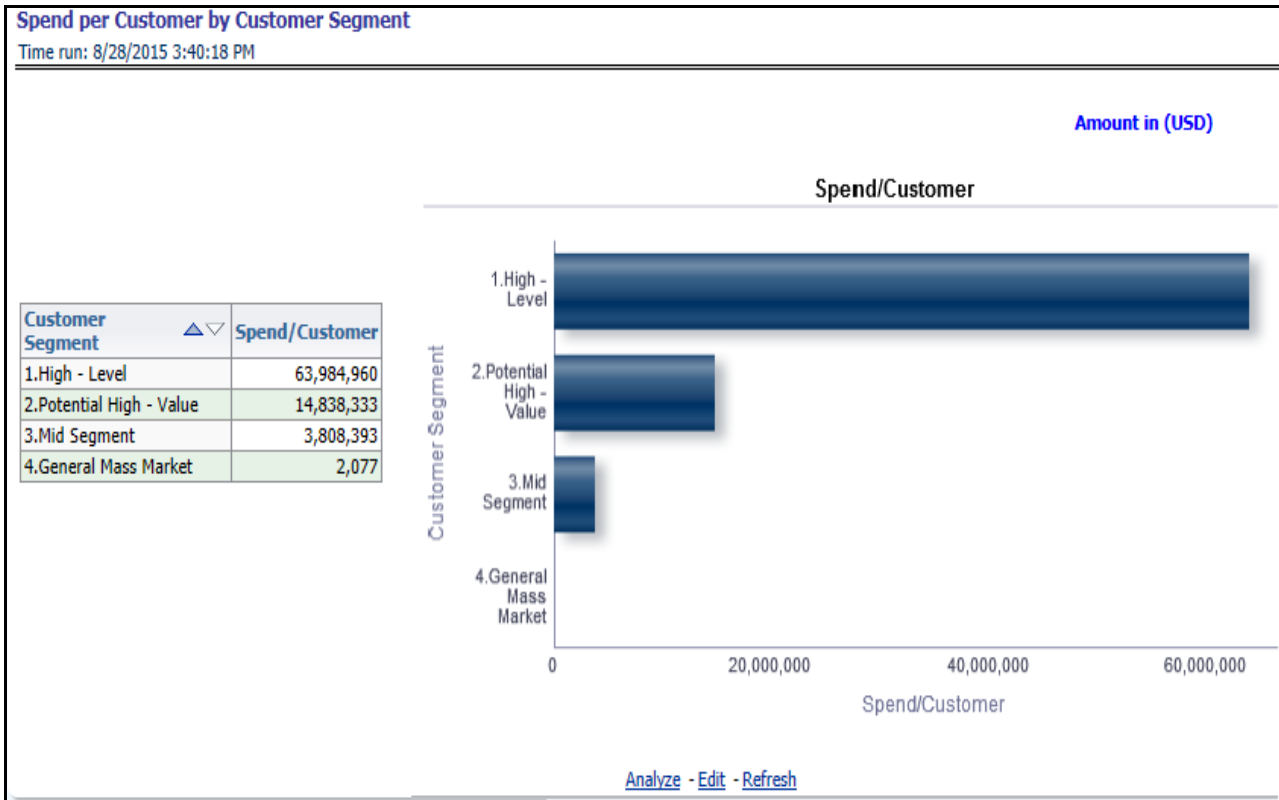 Spend per Customer by Customer Segment
Time run: 8/28/2015 3:40:18 PM
Amount in (USD)
Spend/Customer
Customer
Segment
Spend/Customer
1.High - Level 63,984,960
2.Potential High - Value 14,838,333
3.Mid Segment 3,808,393
4.General Mass Market 2,077
Customer Segment
1.High -
Level
2.Potential
High -
Value
3.Mid
Segment
4.General
Mass
Market
0 20,000,000 40,000,000 60,000,000
Spend/Customer
Analyze - Edit - Refresh